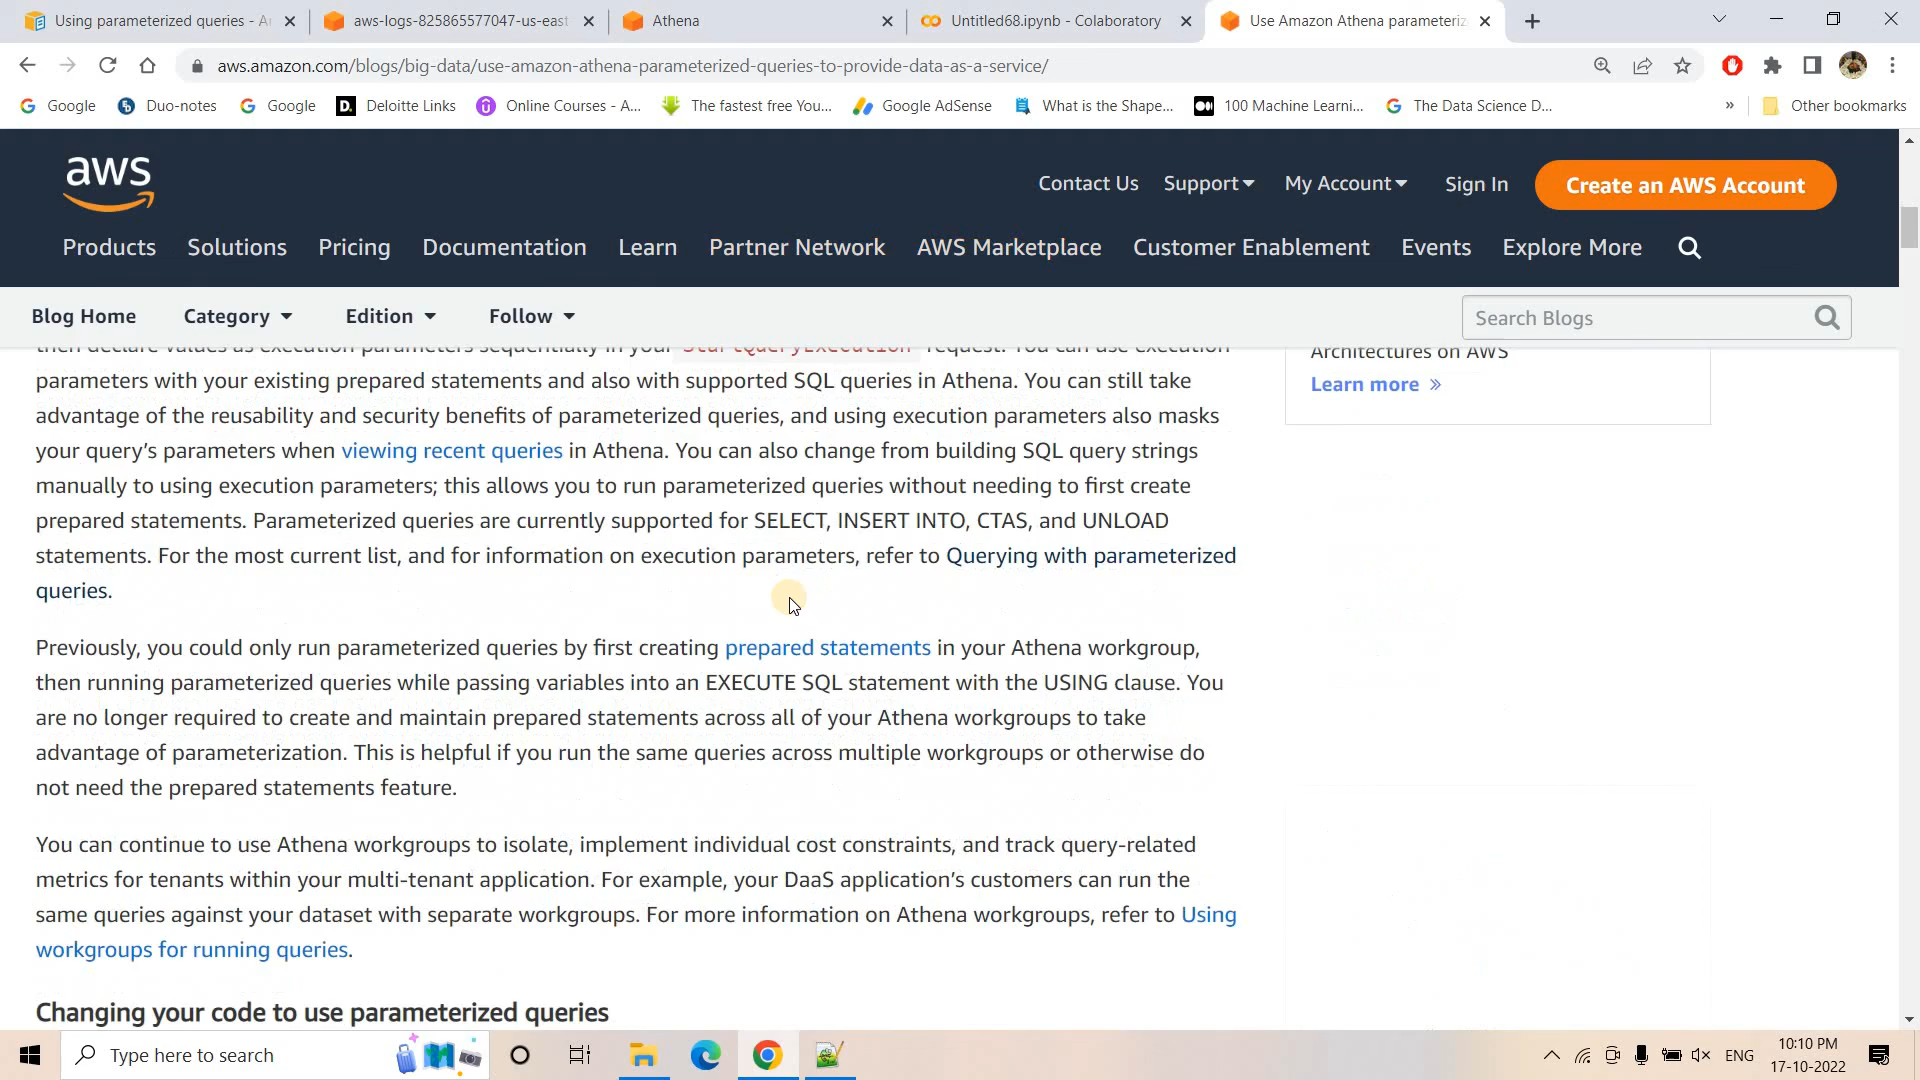 Using parameterized queries - A
aws-logs-825865577047-us-east
Athena
Untitled68.ipynb - Colaboratory
Use Amazon Athena parameteriz
aws.amazon.com/blogs/big-data/use-amazon-athena-parameterized-queries-to-provide-data-as-a-service/
Google
Duo-notes
Google
Deloitte Links
Online Courses - A...
The fastest free You...
Google AdSense
What is the Shape...
100 Machine Learni...
The Data Science D...
»
Other bookmarks
aws
Contact Us
Support
My Account
Sign In
Create an AWS Account
Products
Solutions
Pricing
Documentation
Learn
Partner Network
AWS Marketplace
Customer Enablement
Events
Explore More
Blog Home
Category
Edition
Follow
Search Blogs
then declare values as execution parameters sequentially in your StartQueryExecution request. You can use execution
parameters with your existing prepared statements and also with supported SQL queries in Athena. You can still take
advantage of the reusability and security benefits of parameterized queries, and using execution parameters also masks
your query's parameters when viewing recent queries in Athena. You can also change from building SQL query strings
manually to using execution parameters; this allows you to run parameterized queries without needing to first create
prepared statements. Parameterized queries are currently supported for SELECT, INSERT INTO, CTAS, and UNLOAD
statements. For the most current list, and for information on execution parameters, refer to Querying with parameterized
queries.
Previously, you could only run parameterized queries by first creating prepared statements in your Athena workgroup,
then running parameterized queries while passing variables into an EXECUTE SQL statement with the USING clause. You
are no longer required to create and maintain prepared statements across all of your Athena workgroups to take
advantage of parameterization. This is helpful if you run the same queries across multiple workgroups or otherwise do
not need the prepared statements feature.
You can continue to use Athena workgroups to isolate, implement individual cost constraints, and track query-related
metrics for tenants within your multi-tenant application. For example, your DaaS application's customers can run the
same queries against your dataset with separate workgroups. For more information on Athena workgroups, refer to Using
workgroups for running queries.
Changing your code to use parameterized queries
Architectures on AWS
Learn more »
Type here to search
ENG
10:10 PM
17-10-2022